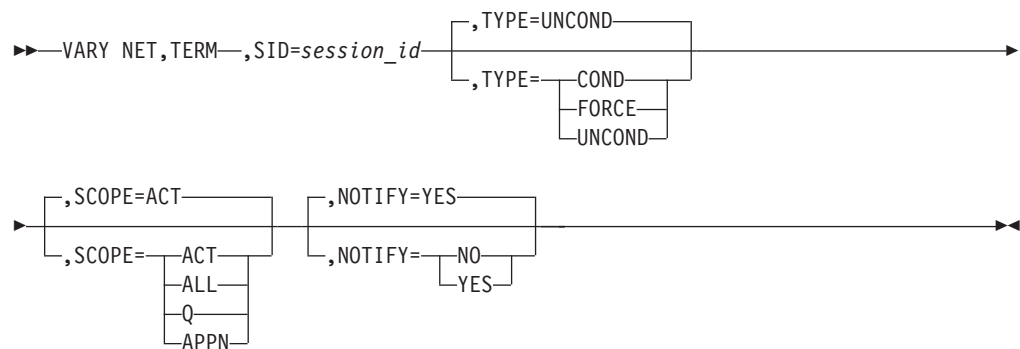 ,TYPE=UNCOND
VARY NET,TERM ,SID=session_id
,TYPE= COND
FORCE
UNCOND
,SCOPE=ACT ,NOTIFY=YES
,SCOPE= ACT ,NOTIFY= NO
ALL YES
Q
APPN